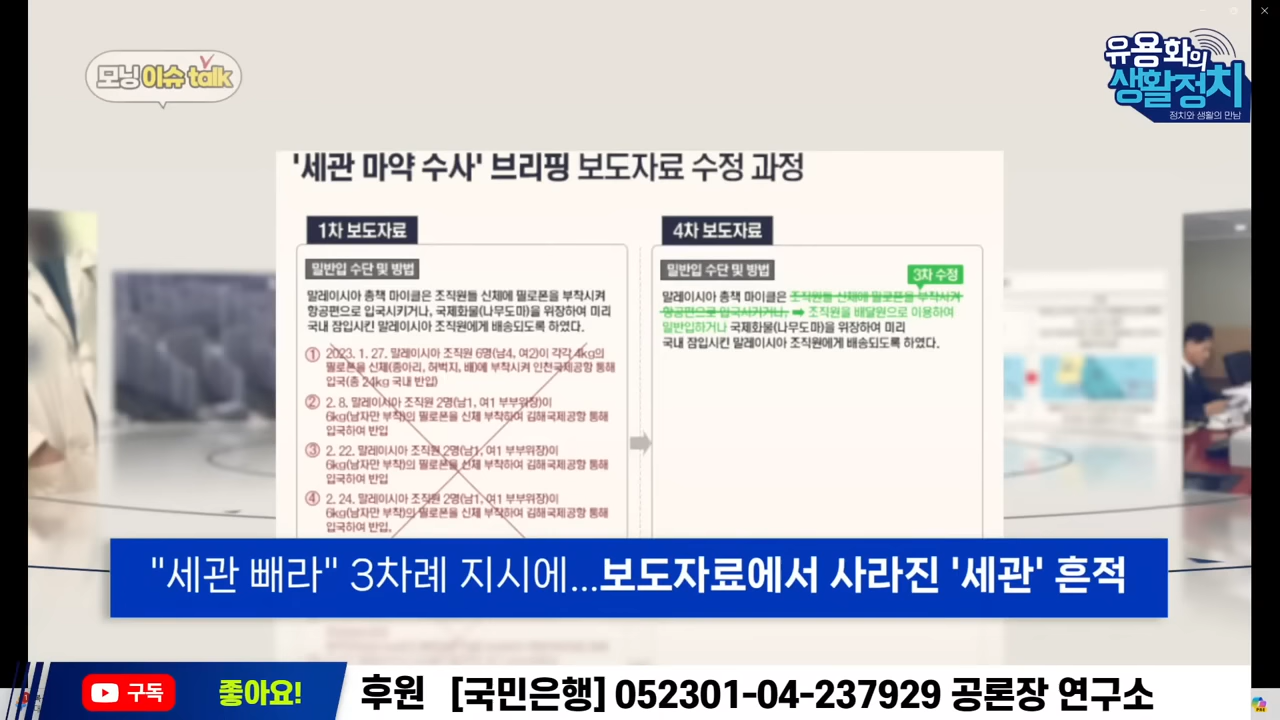 모닝이슈 talk
유용화의
생활정치
정치와 생활의 만남
'세관 마약 수사' 브리핑 보도자료 수정 과정
1차 보도자료
밀반입 수단 및 방법
말레이시아 총책 마이클은 조직원들 신체에 필로폰을 부착시켜
항공편으로 입국시키거나, 국제화물(나무도마)을 위장하여 미리
국내 잠입시킨 말레이시아 조직원에게 배송되도록 하였다.
① 2023. 1. 27. 말레이시아 조직원 6명(남4, 여2)이 각각 4kg의
필로폰을 신체(종아리, 허벅지, 배)에 부착시켜 인천국제공항 통해
입국(총 24kg 국내 반입)
② 2. 8. 말레이시아 조직원 2명(남1, 여1 부부위장)이
6kg(남자만 부착)의 필로폰을 신체 부착하여 김해국제공항 통해
입국하여 반입
③ 2. 22. 말레이시아 조직원 2명(남1, 여1 부부위장)이
6kg(남자만 부착)의 필로폰을 신체 부착하여 김해국제공항 통해
입국하여 반입
④ 2. 24. 말레이시아 조직원 2명(남1, 여1 부부위장)이
6kg(남자만 부착)의 필로폰을 신체 부착하여 김해국제공항 통해
입국하여 반입.
4차 보도자료
밀반입 수단 및 방법
3차 수정
말레이시아 총책 마이클은 조직원들 신체에 필로폰을 부착시켜
항공편으로 입국시키거나, ➡ 조직원을 배달원으로 이용하여
밀반입하거나 국제화물(나무도마)을 위장하여 미리
국내 잠입시킨 말레이시아 조직원에게 배송되도록 하였다.
"세관 빼라" 3차례 지시에...보도자료에서 사라진 '세관' 흔적
구독 좋아요! 후원 [국민은행] 052301-04-237929 공론장 연구소